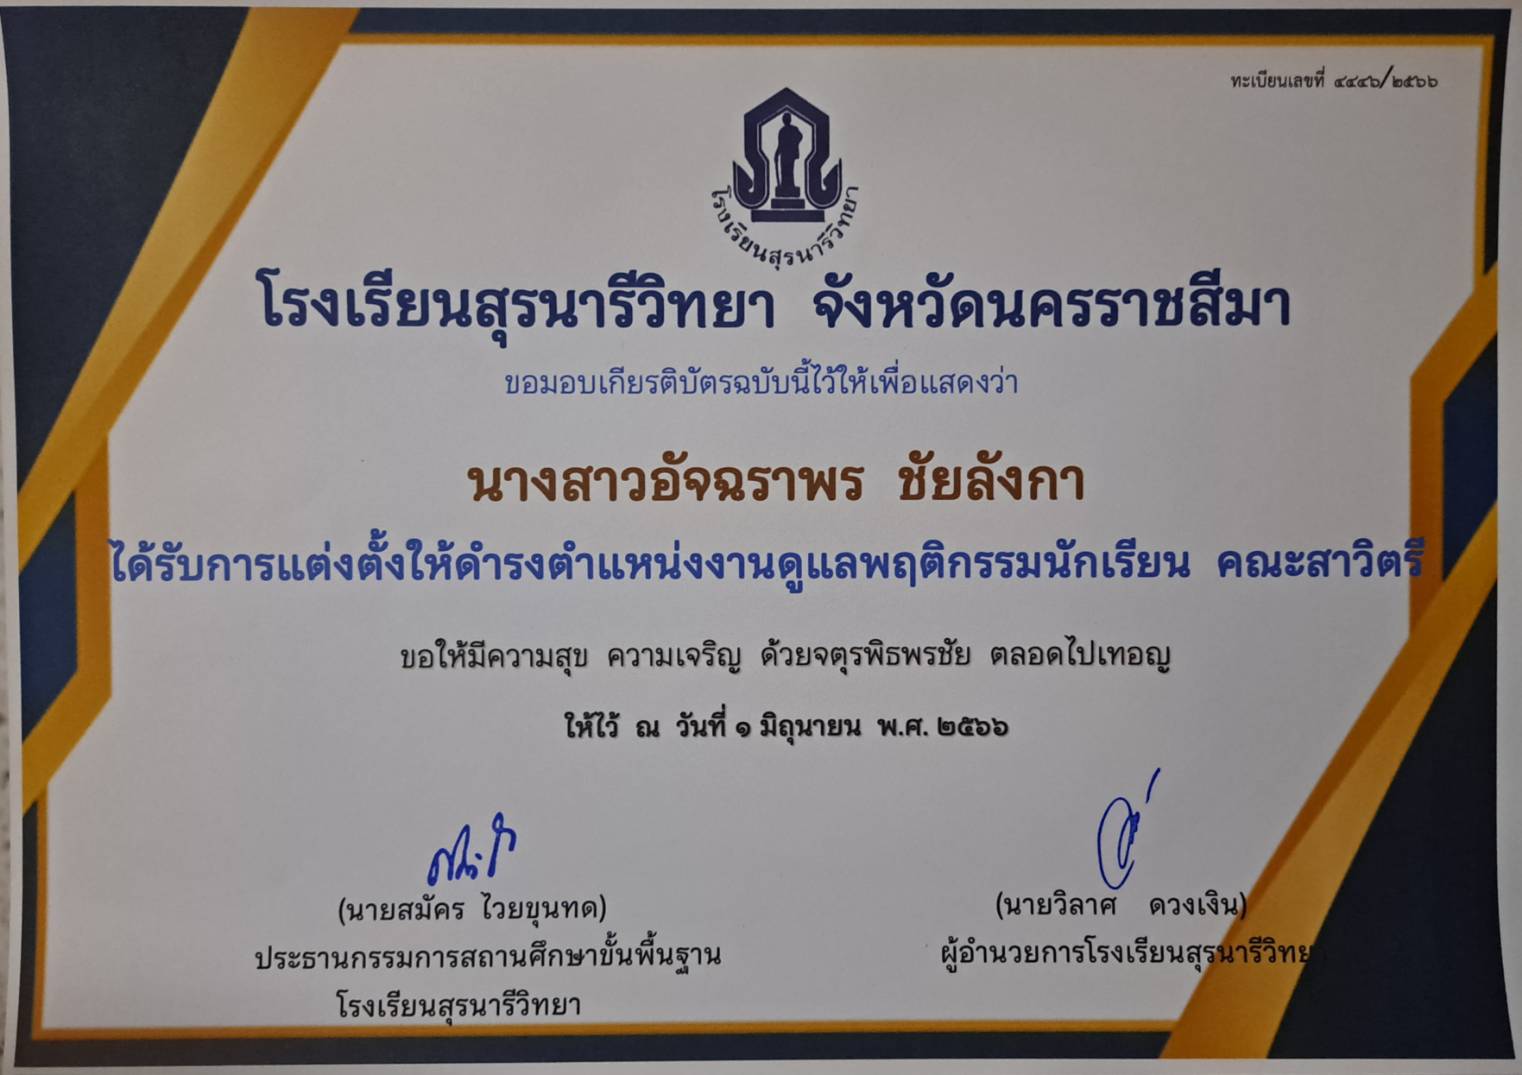 ทะเบียนเลขที่ ๔๔๔๖/๒๕๖๖
โรงเรียนสุรนารีวิทยา
โรงเรียนสุรนารีวิทยา จังหวัดนครราชสีมา
ขอมอบเกียรติบัตรฉบับนี้ไว้ให้เพื่อแสดงว่า
นางสาวอัจฉราพร ชัยลังกา
ได้รับการแต่งตั้งให้ดำรงตำแหน่งงานดูแลพฤติกรรมนักเรียน คณะสาวิตรี
ขอให้มีความสุข ความเจริญ ด้วยจตุรพิธพรชัย ตลอดไปเทอญ
ให้ไว้ ณ วันที่ ๑ มิถุนายน พ.ศ. ๒๕๖๖
(นายสมัคร ไวยขุนทด)
ประธานกรรมการสถานศึกษาขั้นพื้นฐาน
โรงเรียนสุรนารีวิทยา
(นายวิลาศ ดวงเงิน)
ผู้อำนวยการโรงเรียนสุรนารีวิทยา